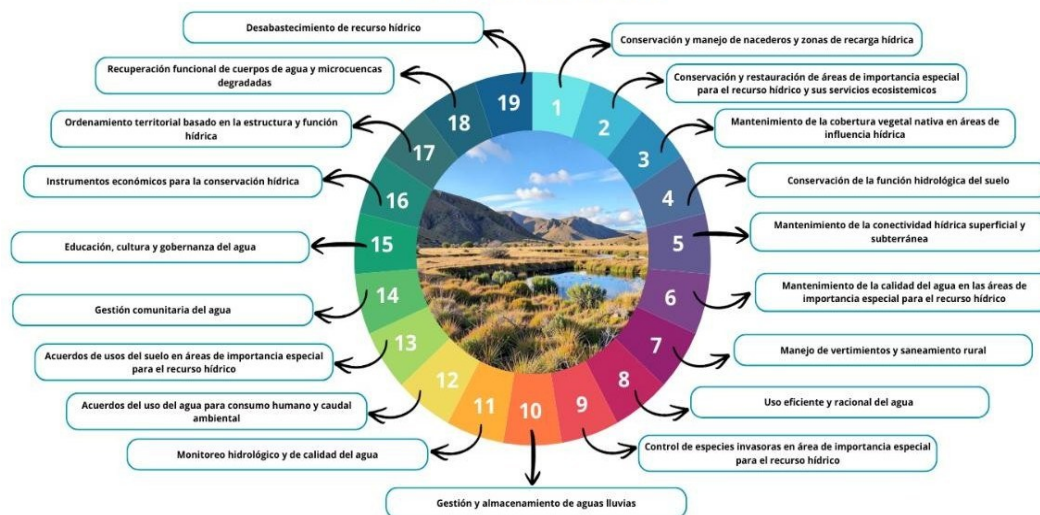 Desabastecimiento de recurso hídrico
Conservación y manejo de nacederos y zonas de recarga hídrica
Recuperación funcional de cuerpos de agua y microcuencas
degradadas
Conservación y restauración de áreas de importancia especial
para el recurso hídrico y sus servicios ecosistemicos
Ordenamiento territorial basado en la estructura y función
hídrica
Mantenimiento de la cobertura vegetal nativa en áreas de
influencia hídrica
Instrumentos económicos para la conservación hídrica
Conservación de la función hidrológica del suelo
Educación, cultura y gobernanza del agua
Mantenimiento de la conectividad hídrica superficial y
subterránea
Gestión comunitaria del agua
Mantenimiento de la calidad del agua en las áreas de
importancia especial para el recurso hídrico
Acuerdos de usos del suelo en áreas de importancia especial
para el recurso hídrico
Manejo de vertimientos y saneamiento rural
Acuerdos del uso del agua para consumo humano y caudal
ambiental
Uso eficiente y racional del agua
Monitoreo hidrológico y de calidad del agua
Control de especies invasoras en área de importancia especial
para el recurso hídrico
Gestión y almacenamiento de aguas lluvias
1
2
3
4
5
6
7
8
9
10
11
12
13
14
15
16
17
18
19